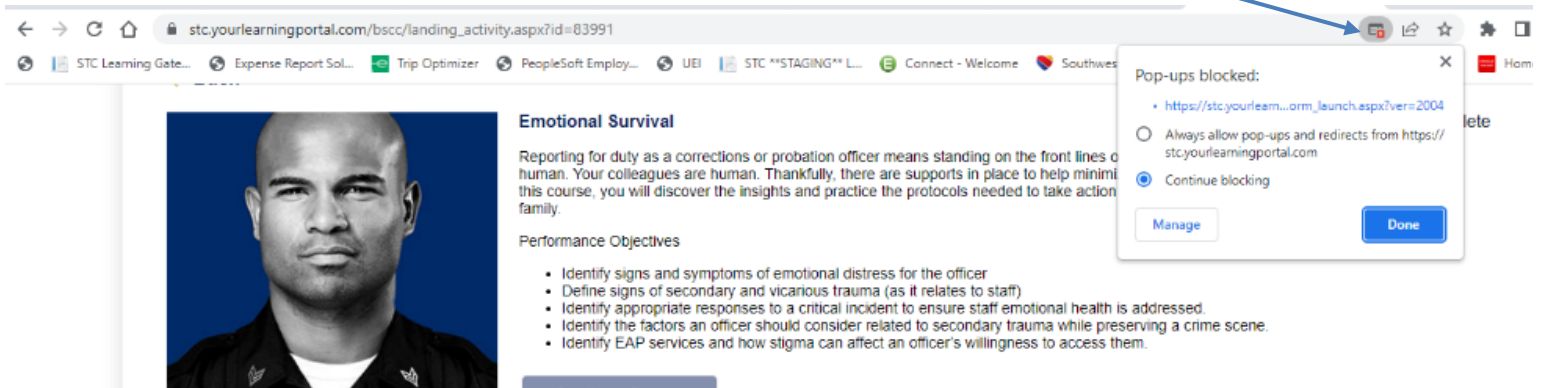 stc.yourlearningportal.com/bscc/landing_activity.aspx?id=83991
STC Learning Gate... Expense Report Sol... Trip Optimizer PeopleSoft Employ... UEI STC **STAGING** L... Connect - Welcome Southwes Hom
Pop-ups blocked:
• https://stc.yourlearn...orm_launch.aspx?ver=2004
Always allow pop-ups and redirects from https://
stc.yourlearningportal.com
Continue blocking
Manage Done
Emotional Survival lete
Reporting for duty as a corrections or probation officer means standing on the front lines o
human. Your colleagues are human. Thankfully, there are supports in place to help minimi
this course, you will discover the insights and practice the protocols needed to take action
family.
Performance Objectives
• Identify signs and symptoms of emotional distress for the officer
• Define signs of secondary and vicarious trauma (as it relates to staff)
• Identify appropriate responses to a critical incident to ensure staff emotional health is addressed.
• Identify the factors an officer should consider related to secondary trauma while preserving a crime scene.
• Identify EAP services and how stigma can affect an officer's willingness to access them.